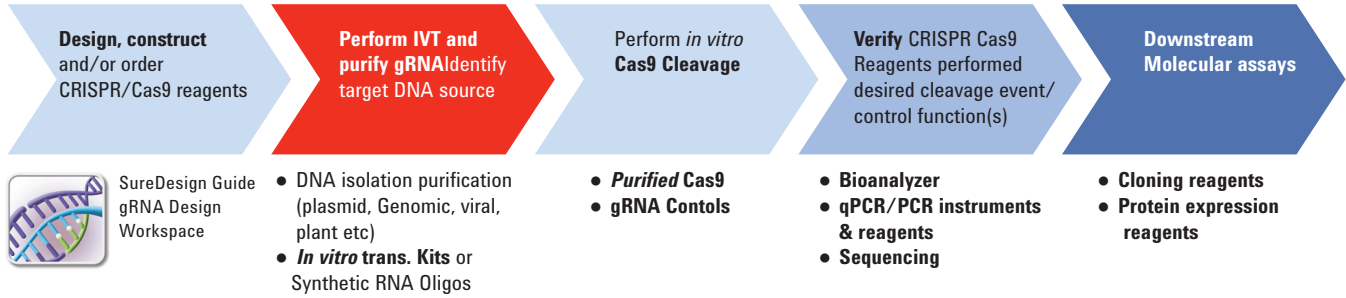 Design, construct
and/or order
CRISPR/Cas9 reagents
Perform IVT and
purify gRNAIdentify
target DNA source
Perform in vitro
Cas9 Cleavage
Verify CRISPR Cas9
Reagents performed
desired cleavage event/
control function(s)
Downstream
Molecular assays
SureDesign Guide
gRNA Design
Workspace
● DNA isolation purification
(plasmid, Genomic, viral,
plant etc)
● In vitro trans. Kits or
Synthetic RNA Oligos
● Purified Cas9
● gRNA Contols
● Bioanalyzer
● qPCR/PCR instruments
& reagents
● Sequencing
● Cloning reagents
● Protein expression
reagents